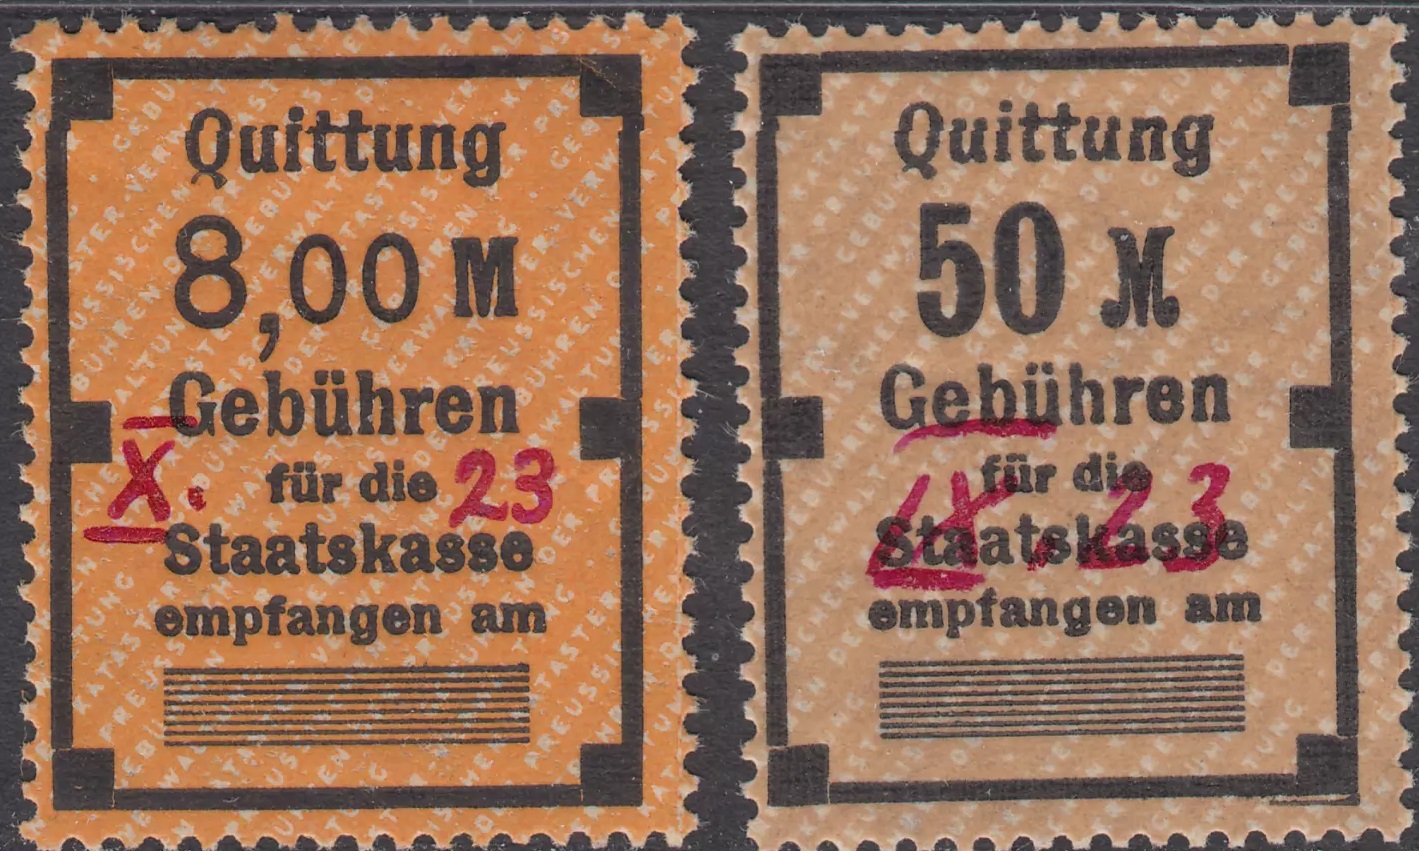 Quittung
8,00 M
Gebühren
für die
Staatskasse
empfangen am
X. 23
Quittung
50 M
Gebühren
für die
Staatskasse
empfangen am
IX. 23